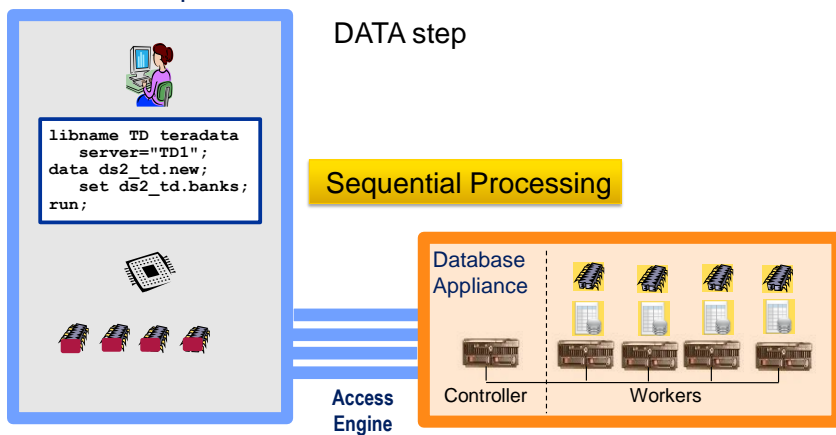 DATA step
libname TD teradata
server="TD1";
data ds2_td.new;
set ds2_td.banks;
run;
Sequential Processing
Database
Appliance
Controller
Workers
Access
Engine